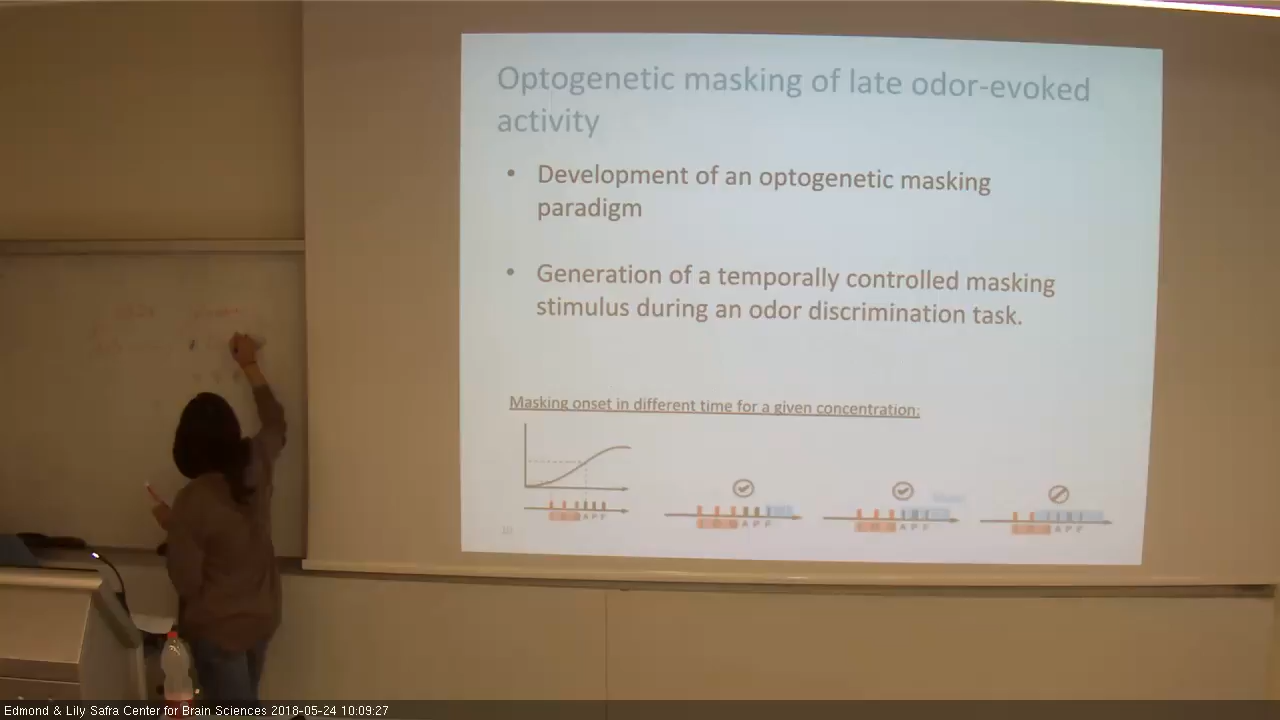 Optogenetic masking of late odor-evoked
activity
• Development of an optogenetic masking
paradigm
• Generation of a temporally controlled masking
stimulus during an odor discrimination task.
Masking onset in different time for a given concentration:
A P F
A P F
A P F
A P F
Edmond & Lily Safra Center for Brain Sciences 2018-05-24 10:09:27